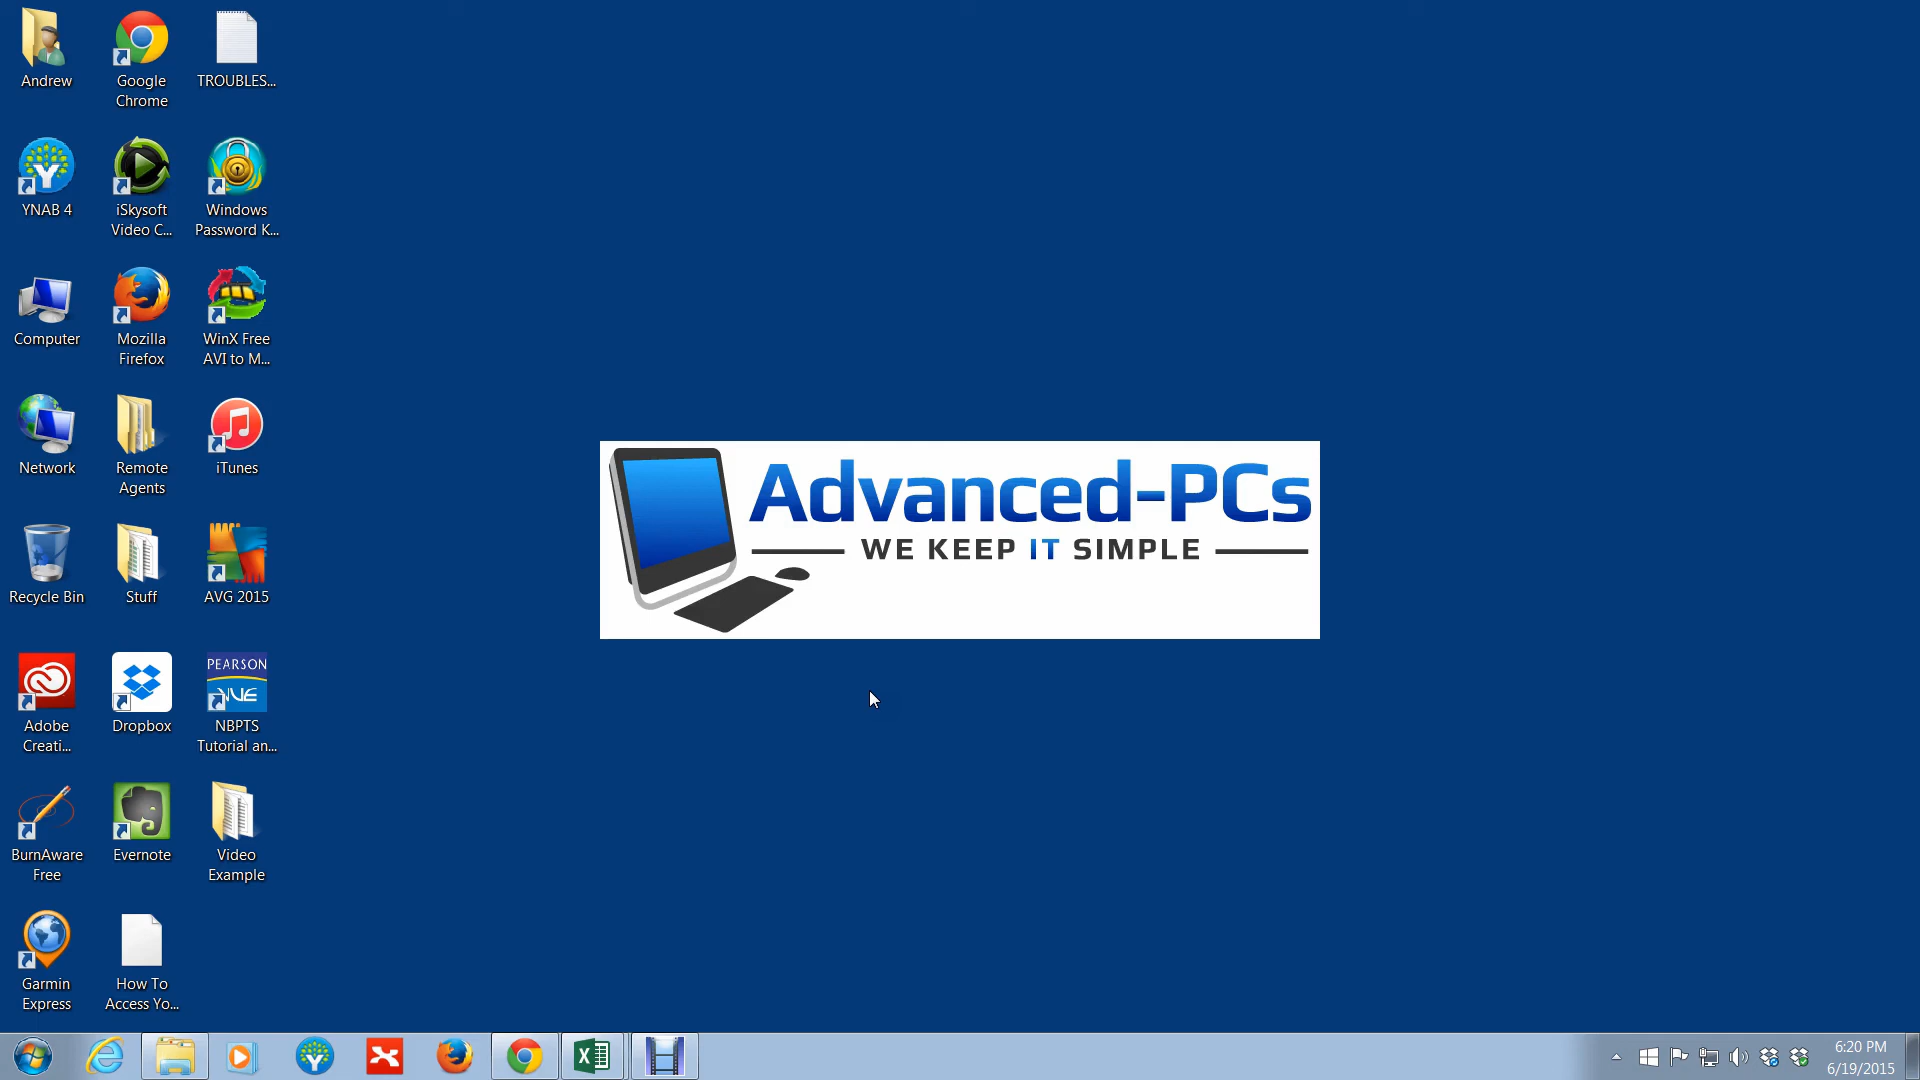 Andrew
Google
Chrome
TROUBLES...
YNAB 4
iSkysoft
Video C...
Windows
Password K...
Computer
Mozilla
Firefox
WinX Free
AVI to M...
Network
Remote
Agents
iTunes
Recycle Bin
Stuff
AVG 2015
Adobe
Creati...
Dropbox
PEARSON
VUE
NBPTS
Tutorial an...
BurnAware
Free
Evernote
Video
Example
Garmin
Express
How To
Access Yo...
Advanced-PCs
WE KEEP IT SIMPLE
6:20 PM
6/19/2015